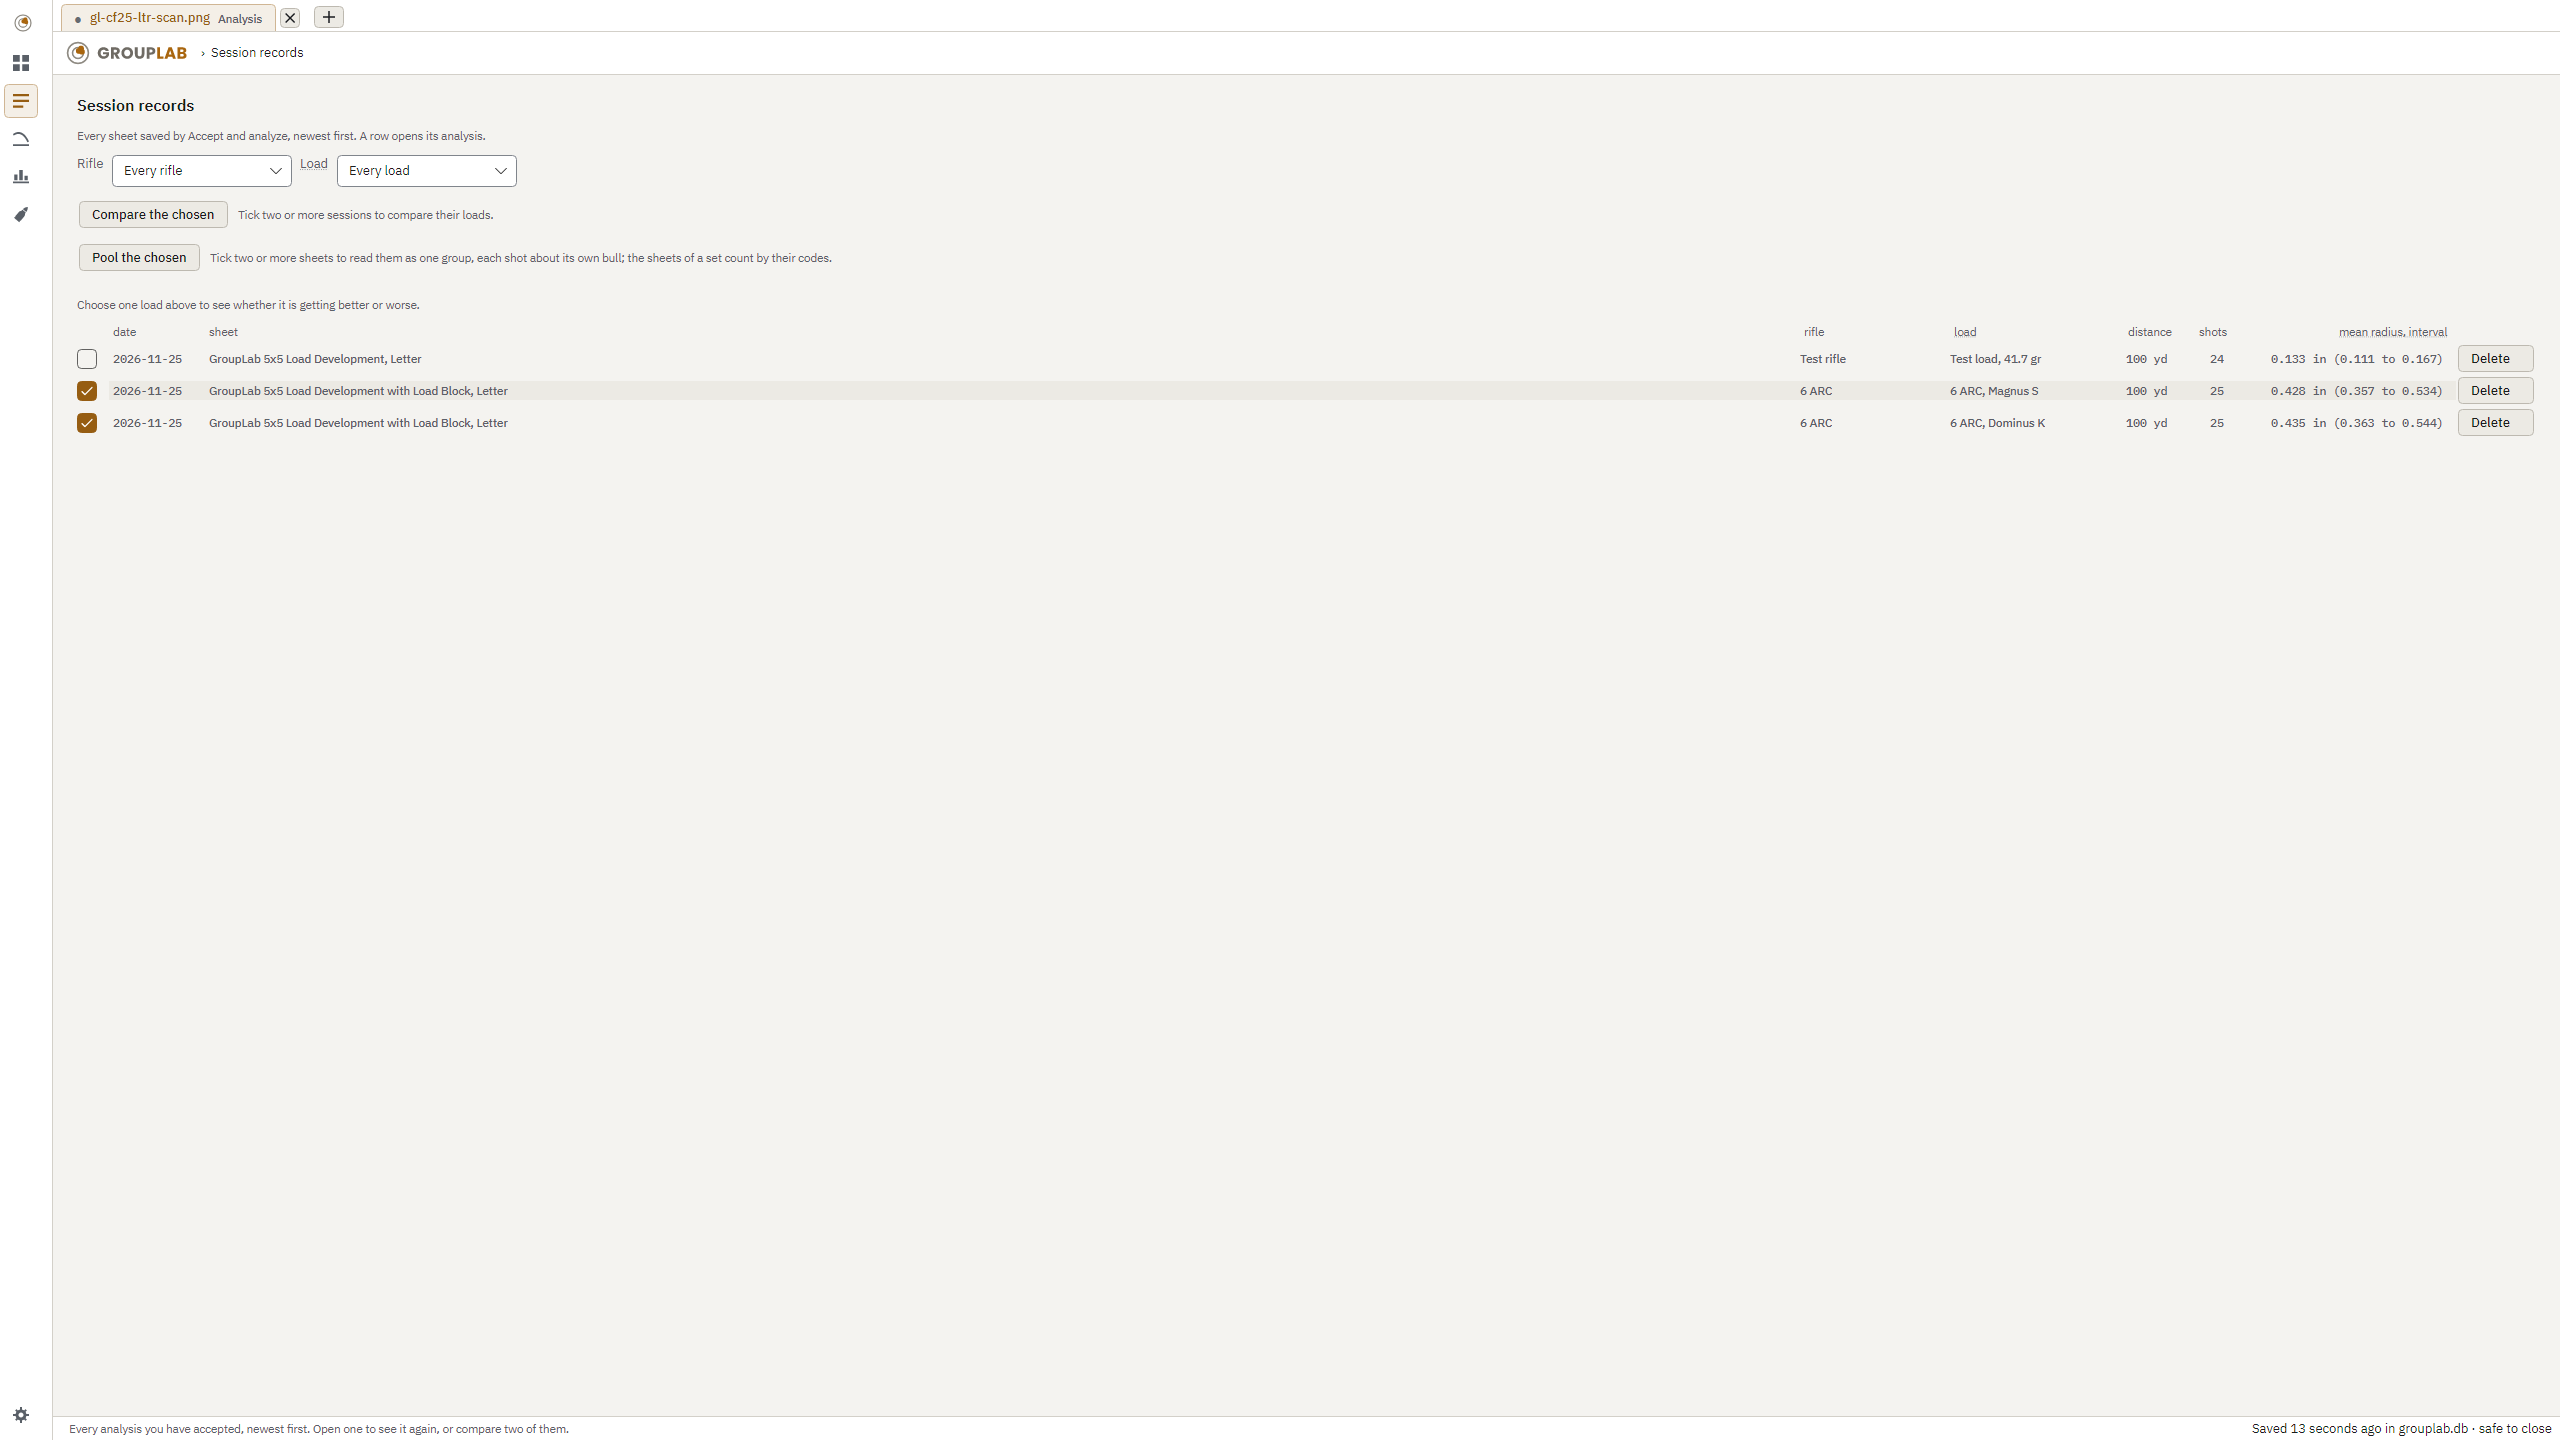 gl-cf25-ltr-scan.png Analysis
GROUPLAB › Session records
Session records
Every sheet saved by Accept and analyze, newest first. A row opens its analysis.
Rifle Every rifle Load Every load
Compare the chosen Tick two or more sessions to compare their loads.
Pool the chosen Tick two or more sheets to read them as one group, each shot about its own bull; the sheets of a set count by their codes.
Choose one load above to see whether it is getting better or worse.
date sheet rifle load distance shots mean radius, interval
2026-11-25 GroupLab 5x5 Load Development, Letter Test rifle Test load, 41.7 gr 100 yd 24 0.133 in (0.111 to 0.167) Delete
2026-11-25 GroupLab 5x5 Load Development with Load Block, Letter 6 ARC 6 ARC, Magnus S 100 yd 25 0.428 in (0.357 to 0.534) Delete
2026-11-25 GroupLab 5x5 Load Development with Load Block, Letter 6 ARC 6 ARC, Dominus K 100 yd 25 0.435 in (0.363 to 0.544) Delete
Every analysis you have accepted, newest first. Open one to see it again, or compare two of them.
Saved 13 seconds ago in grouplab.db · safe to close